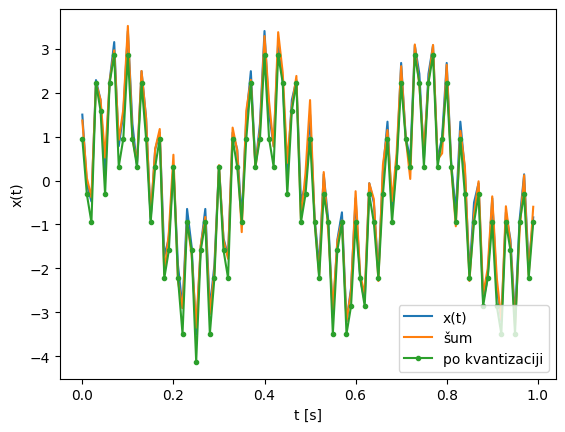 x(t)
3
2
1
0
−1
−2
−3
−4
0.0 0.2 0.4 0.6 0.8 1.0
t [s]
x(t)
šum
po kvantizaciji